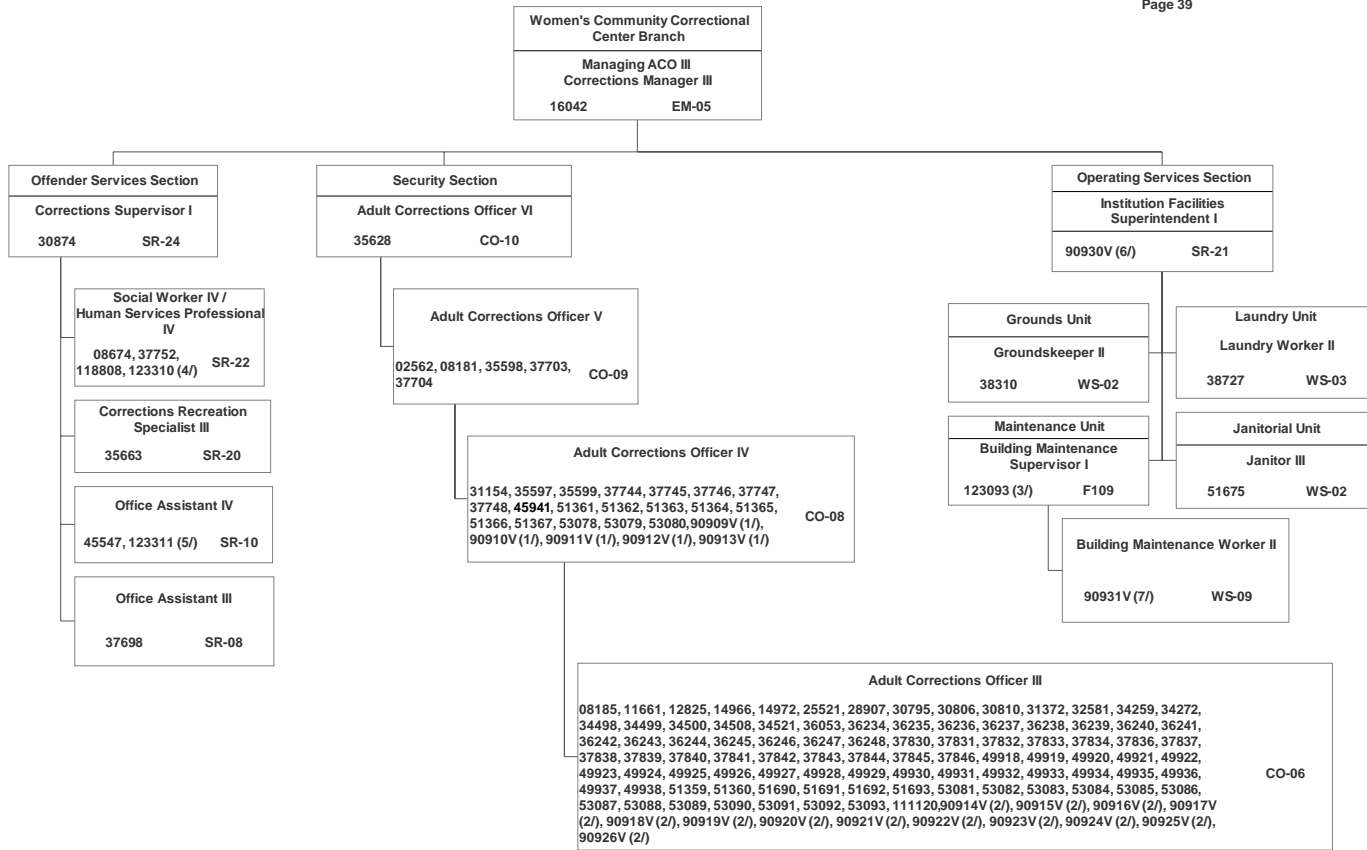 Page 39
Women's Community Correctional
Center Branch
Managing ACO III
Corrections Manager III
16042 EM-05
Offender Services Section
Corrections Supervisor I
30874 SR-24
Social Worker IV /
Human Services Professional
IV
08674, 37752,
118808, 123310 (4/) SR-22
Corrections Recreation
Specialist III
35663 SR-20
Office Assistant IV
45547, 123311 (5/) SR-10
Office Assistant III
37698 SR-08
Security Section
Adult Corrections Officer VI
35628 CO-10
Adult Corrections Officer V
02562, 08181, 35598, 37703,
37704 CO-09
Adult Corrections Officer IV
31154, 35597, 35599, 37744, 37745, 37746, 37747,
37748, 45941, 51361, 51362, 51363, 51364, 51365,
51366, 51367, 53078, 53079, 53080,90909V (1/),
90910V (1/), 90911V (1/), 90912V (1/), 90913V (1/)
CO-08
Adult Corrections Officer III
08185, 11661, 12825, 14966, 14972, 25521, 28907, 30795, 30806, 30810, 31372, 32581, 34259, 34272,
34498, 34499, 34500, 34508, 34521, 36053, 36234, 36235, 36236, 36237, 36238, 36239, 36240, 36241,
36242, 36243, 36244, 36245, 36246, 36247, 36248, 37830, 37831, 37832, 37833, 37834, 37836, 37837,
37838, 37839, 37840, 37841, 37842, 37843, 37844, 37845, 37846, 49918, 49919, 49920, 49921, 49922,
49923, 49924, 49925, 49926, 49927, 49928, 49929, 49930, 49931, 49932, 49933, 49934, 49935, 49936,
49937, 49938, 51359, 51360, 51690, 51691, 51692, 51693, 53081, 53082, 53083, 53084, 53085, 53086,
53087, 53088, 53089, 53090, 53091, 53092, 53093, 111120,90914V (2/), 90915V (2/), 90916V (2/), 90917V
(2/), 90918V (2/), 90919V (2/), 90920V (2/), 90921V (2/), 90922V (2/), 90923V (2/), 90924V (2/), 90925V (2/),
90926V (2/)
CO-06
Operating Services Section
Institution Facilities
Superintendent I
90930V (6/) SR-21
Grounds Unit
Groundskeeper II
38310 WS-02
Laundry Unit
Laundry Worker II
38727 WS-03
Maintenance Unit
Building Maintenance
Supervisor I
123093 (3/) F109
Janitorial Unit
Janitor III
51675 WS-02
Building Maintenance Worker II
90931V (7/) WS-09